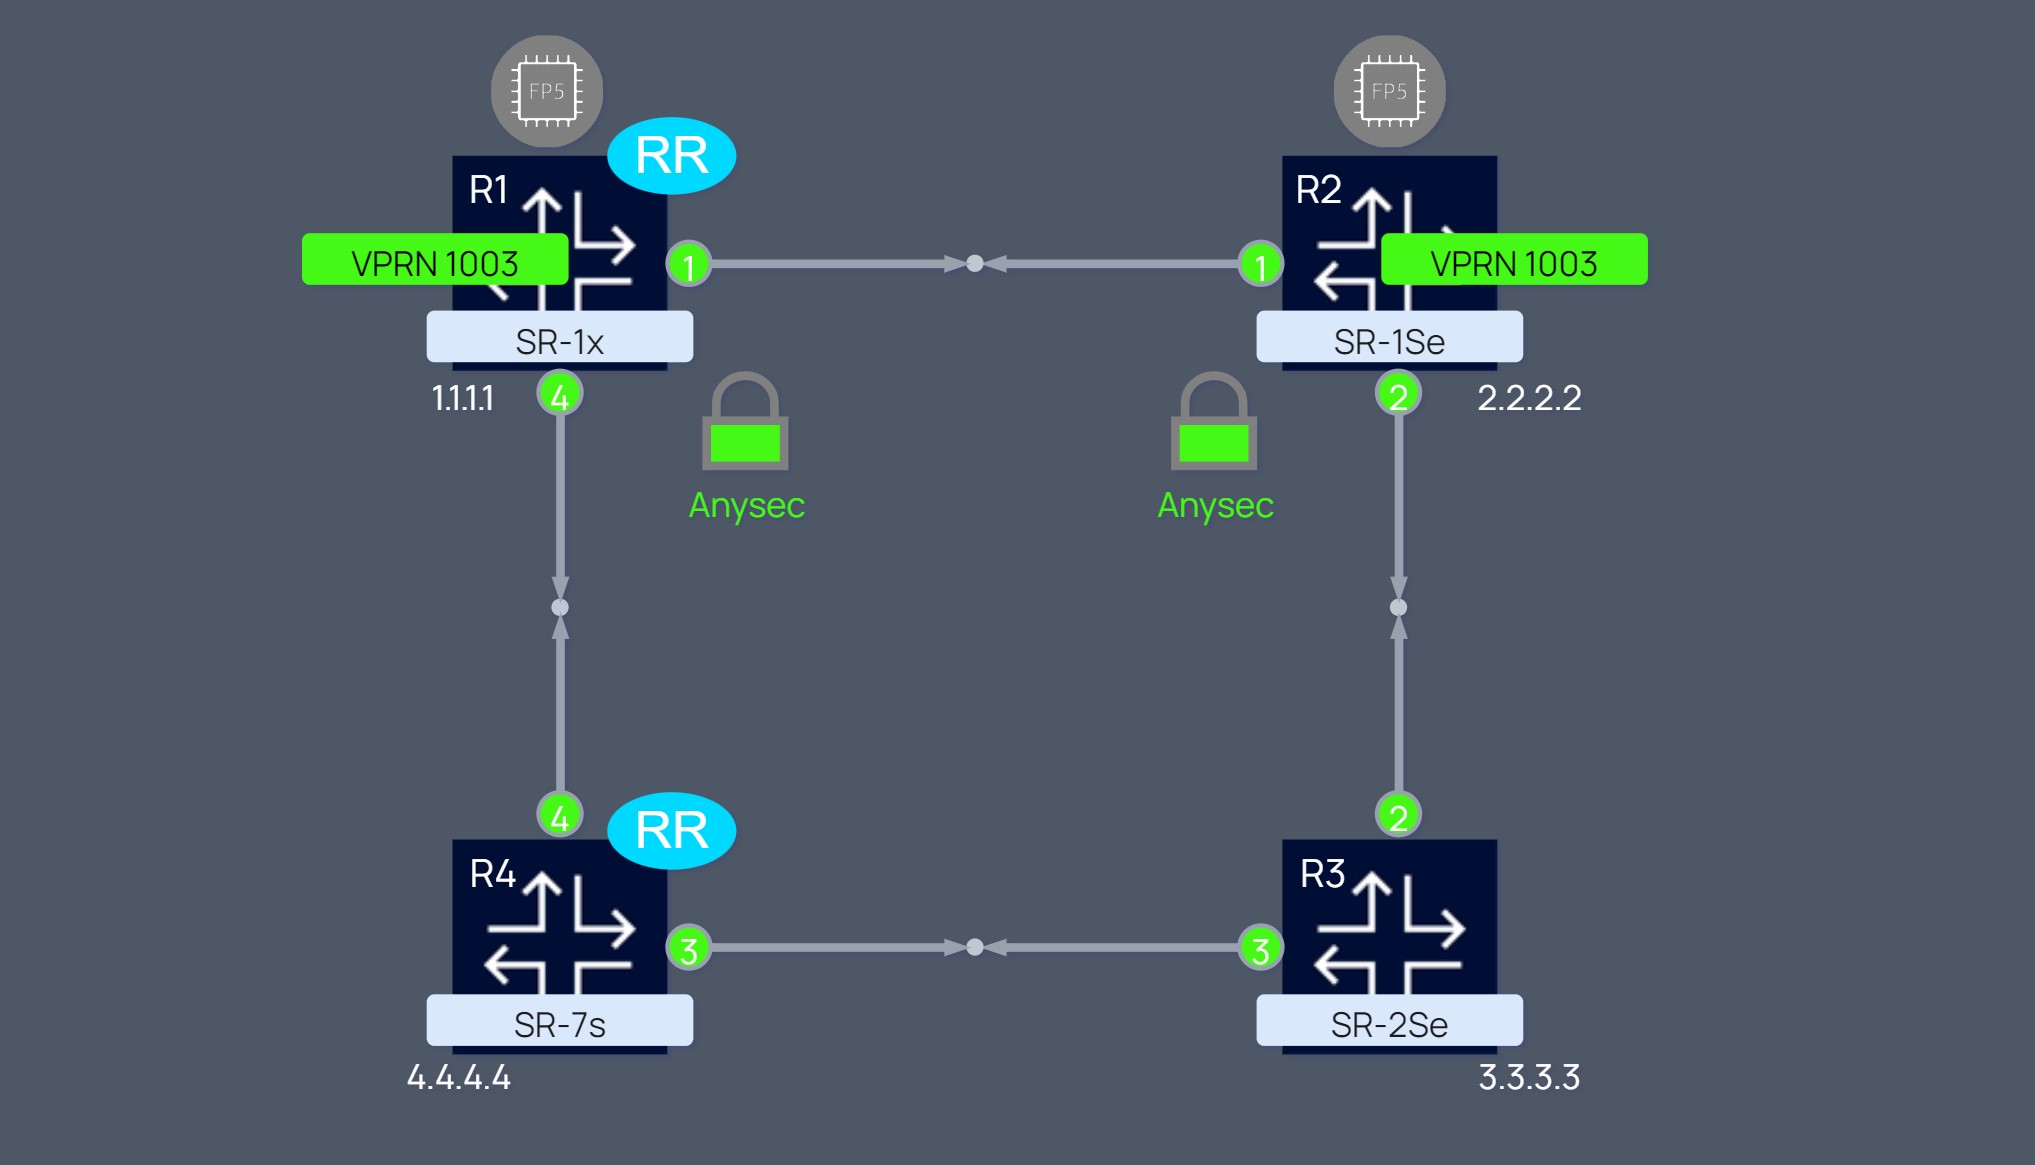 FP5
FP5
RR
R1
R2
VPRN 1003
1
1
VPRN 1003
SR-1x
SR-1Se
1.1.1.1
4
2
2.2.2.2
Anysec
Anysec
4
RR
2
R4
R3
3
3
SR-7s
SR-2Se
4.4.4.4
3.3.3.3